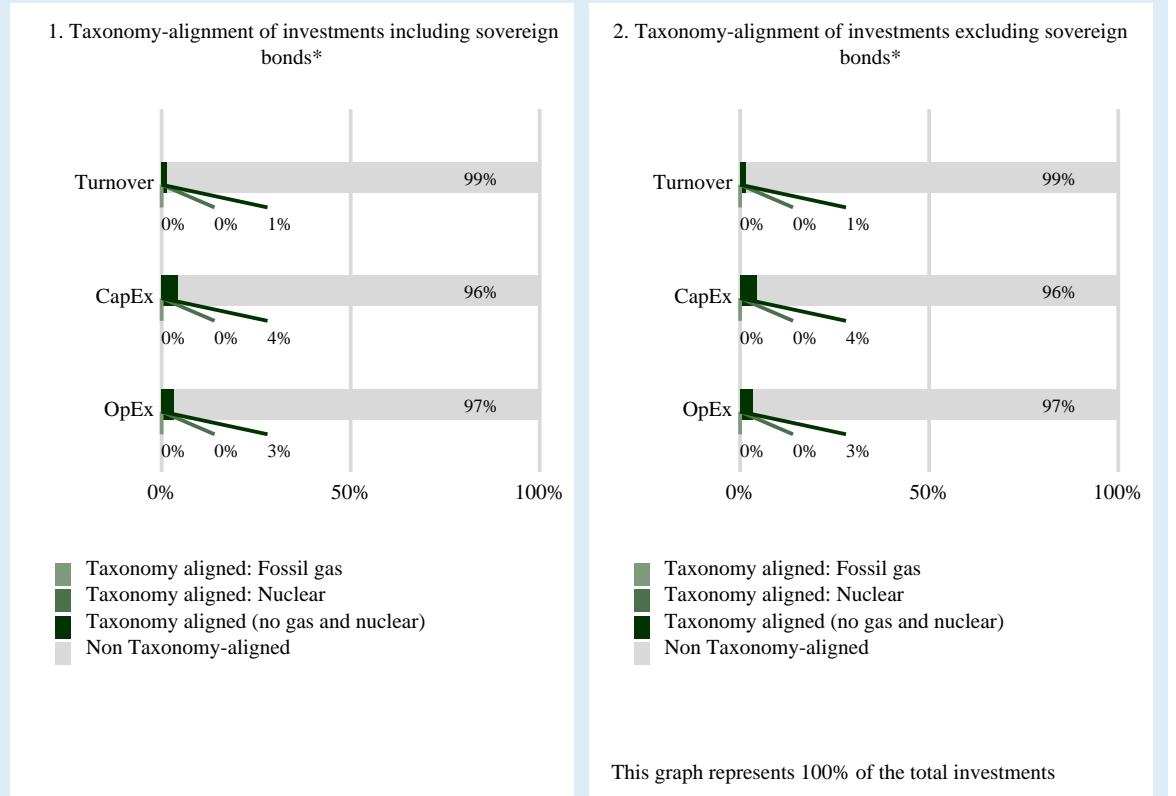 1. Taxonomy-alignment of investments including sovereign
bonds*
Turnover
99%
0% 0% 1%
CapEx
96%
0% 0% 4%
OpEx
97%
0% 0% 3%
0% 50% 100%
Taxonomy aligned: Fossil gas
Taxonomy aligned: Nuclear
Taxonomy aligned (no gas and nuclear)
Non Taxonomy-aligned
2. Taxonomy-alignment of investments excluding sovereign
bonds*
Turnover
99%
0% 0% 1%
CapEx
96%
0% 0% 4%
OpEx
97%
0% 0% 3%
0% 50% 100%
Taxonomy aligned: Fossil gas
Taxonomy aligned: Nuclear
Taxonomy aligned (no gas and nuclear)
Non Taxonomy-aligned
This graph represents 100% of the total investments